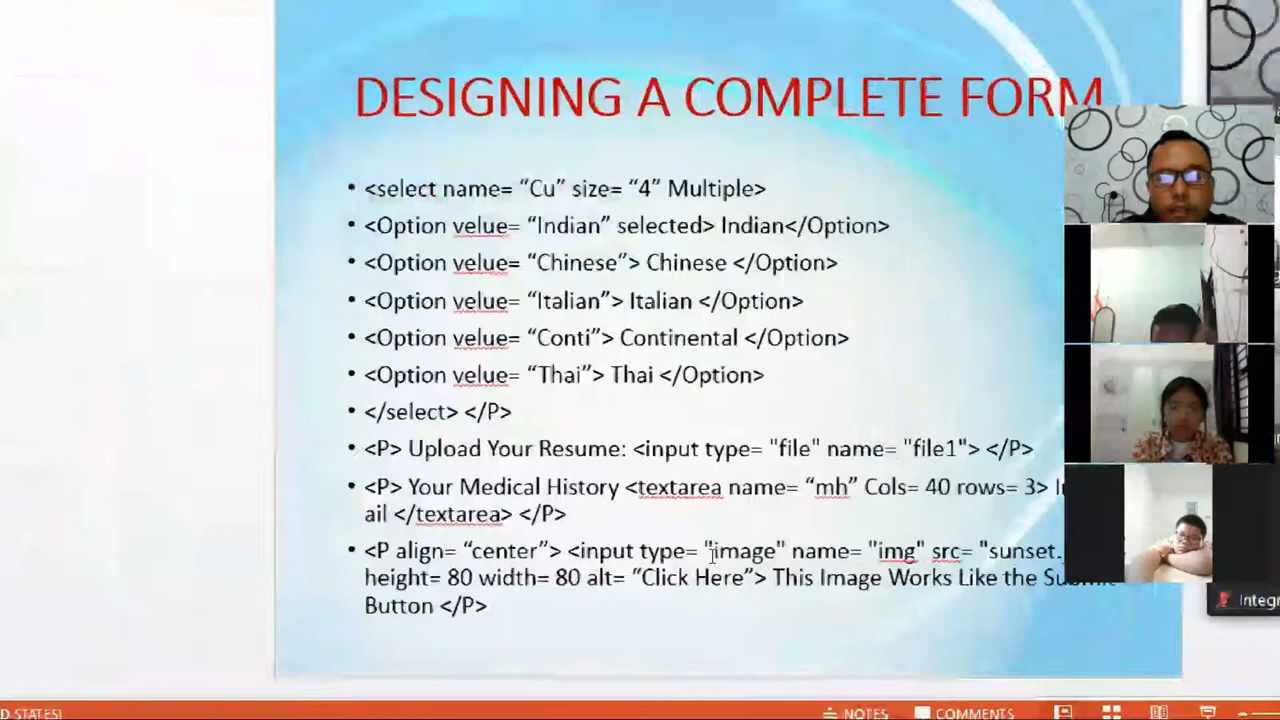 DESIGNING A COMPLETE FORM
• <select name= “Cu” size= “4” Multiple>
• <Option velue= “Indian” selected> Indian</Option>
• <Option velue= “Chinese”> Chinese </Option>
• <Option velue= “Italian”> Italian </Option>
• <Option velue= “Conti”> Continental </Option>
• <Option velue= “Thai”> Thai </Option>
• </select> </P>
• <P> Upload Your Resume: <input type= "file" name= "file1"> </P>
• <P> Your Medical History <textarea name= “mh” Cols= 40 rows= 3>
ail </textarea> </P>
• <P align= “center”> <input type= "image" name= "img" src= "sunset.
height= 80 width= 80 alt= “Click Here”> This Image Works Like the Submit
Button </P>
Integr
D STATES)
NOTES
COMMENTS